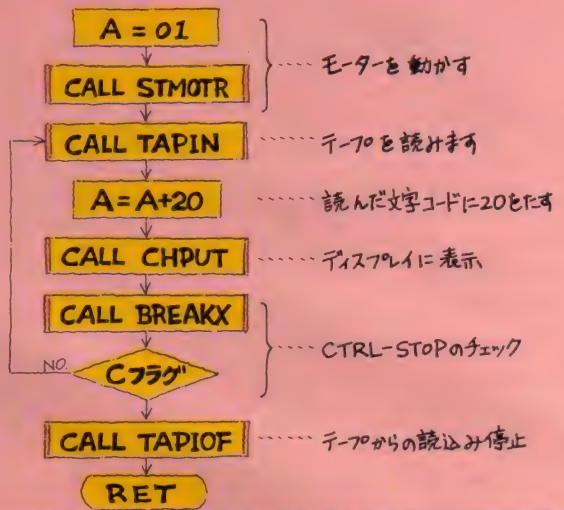 A = 01
CALL STMOTR
モーターを動かす
CALL TAPIN
テープを読みます
A = A+20
読んだ文字コードに20をたす
CALL CHPUT
ディスプレイに表示
CALL BREAKX
CTRL-STOPのチェック
NO.
Cフラグ
CALL TAPIOF
テープからの読込み停止
RET